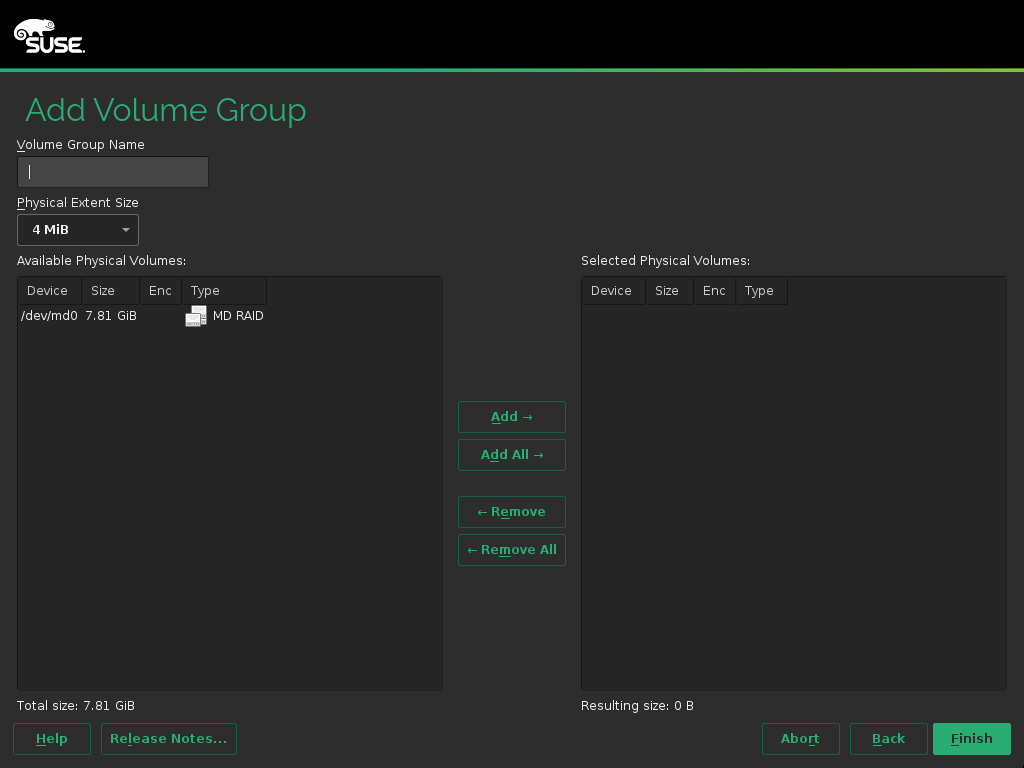 SUSE.
Add Volume Group
Volume Group Name
Physical Extent Size
4 MiB
Available Physical Volumes:
Selected Physical Volumes:
Device Size Enc Type
Device Size Enc Type
/dev/md0 7.81 GiB MD RAID
Add →
Add All →
← Remove
← Remove All
Total size: 7.81 GiB
Resulting size: 0 B
Help Release Notes... Abort Back Finish